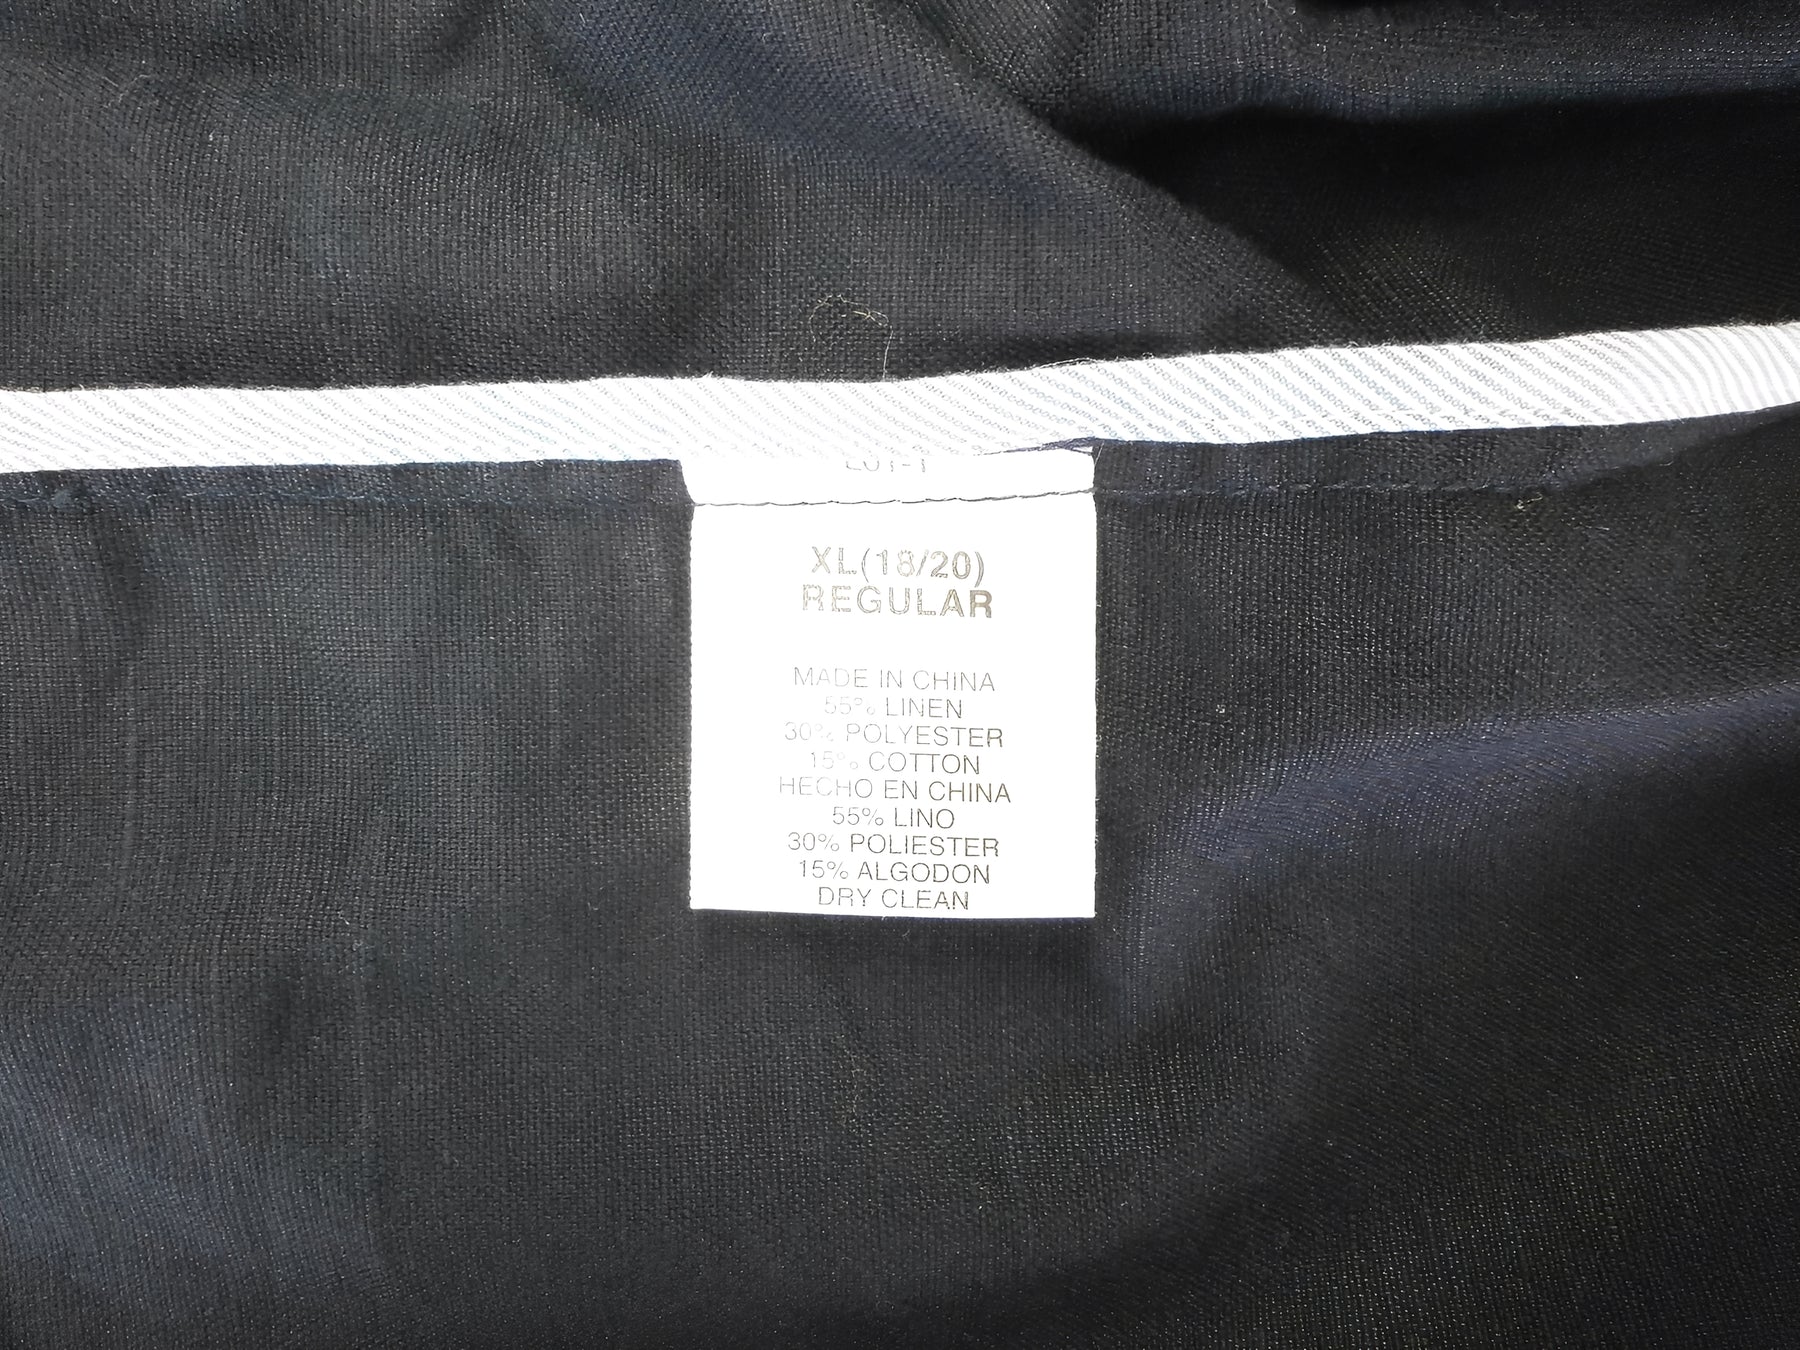 XL(18/20)
REGULAR
MADE IN CHINA
55% LINEN
30% POLYESTER
15% COTTON
HECHO EN CHINA
55% LINO
30% POLIESTER
15% ALGODON
DRY CLEAN